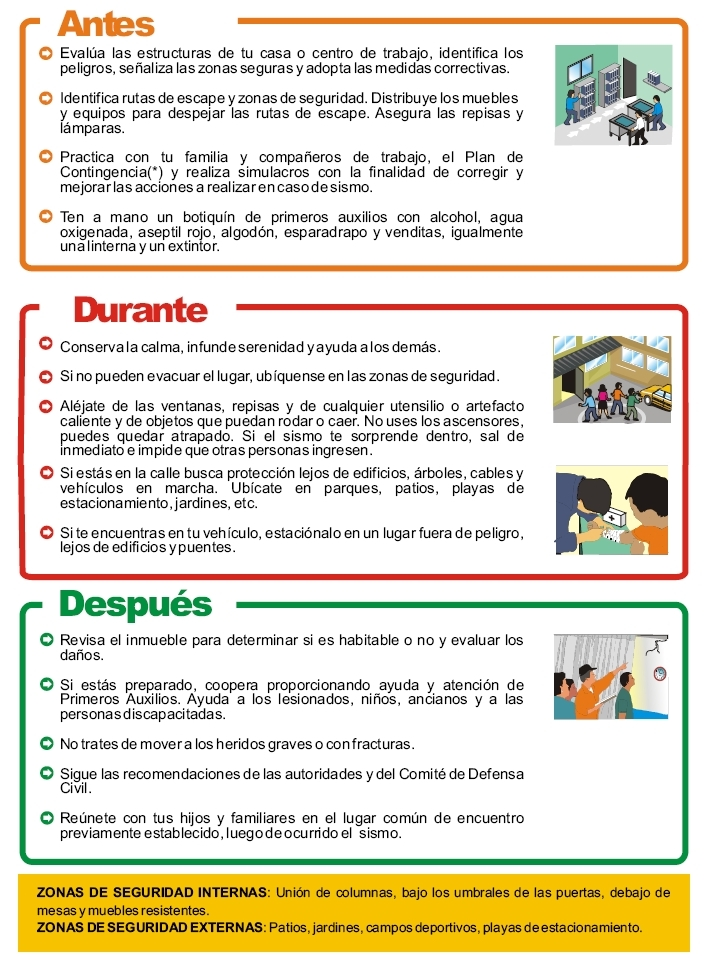 Antes
Evalúa las estructuras de tu casa o centro de trabajo, identifica los
peligros, señaliza las zonas seguras y adopta las medidas correctivas.
Identifica rutas de escape y zonas de seguridad. Distribuye los muebles
y equipos para despejar las rutas de escape. Asegura las repisas y
lámparas.
Practica con tu familia y compañeros de trabajo, el Plan de
Contingencia(*) y realiza simulacros con la finalidad de corregir y
mejorar las acciones a realizar en caso de sismo.
Ten a mano un botiquín de primeros auxilios con alcohol, agua
oxigenada, aseptil rojo, algodón, esparadrapo y venditas, igualmente
una linterna y un extintor.
Durante
Conserva la calma, infunde serenidad y ayuda a los demás.
Si no pueden evacuar el lugar, ubíquense en las zonas de seguridad.
Aléjate de las ventanas, repisas y de cualquier utensilio o artefacto
caliente y de objetos que puedan rodar o caer. No uses los ascensores,
puedes quedar atrapado. Si el sismo te sorprende dentro, sal de
inmediato e impide que otras personas ingresen.
Si estás en la calle busca protección lejos de edificios, árboles, cables y
vehículos en marcha. Ubícate en parques, patios, playas de
estacionamiento, jardines, etc.
Si te encuentras en tu vehículo, estaciónalo en un lugar fuera de peligro,
lejos de edificios y puentes.
Después
Revisa el inmueble para determinar si es habitable o no y evaluar los
daños.
Si estás preparado, coopera proporcionando ayuda y atención de
Primeros Auxilios. Ayuda a los lesionados, niños, ancianos y a las
personas discapacitadas.
No trates de mover a los heridos graves o con fracturas.
Sigue las recomendaciones de las autoridades y del Comité de Defensa
Civil.
Reúnete con tus hijos y familiares en el lugar común de encuentro
previamente establecido, luego de ocurrido el sismo.
ZONAS DE SEGURIDAD INTERNAS: Unión de columnas, bajo los umbrales de las puertas, debajo de
mesas y muebles resistentes.
ZONAS DE SEGURIDAD EXTERNAS: Patios, jardines, campos deportivos, playas de estacionamiento.